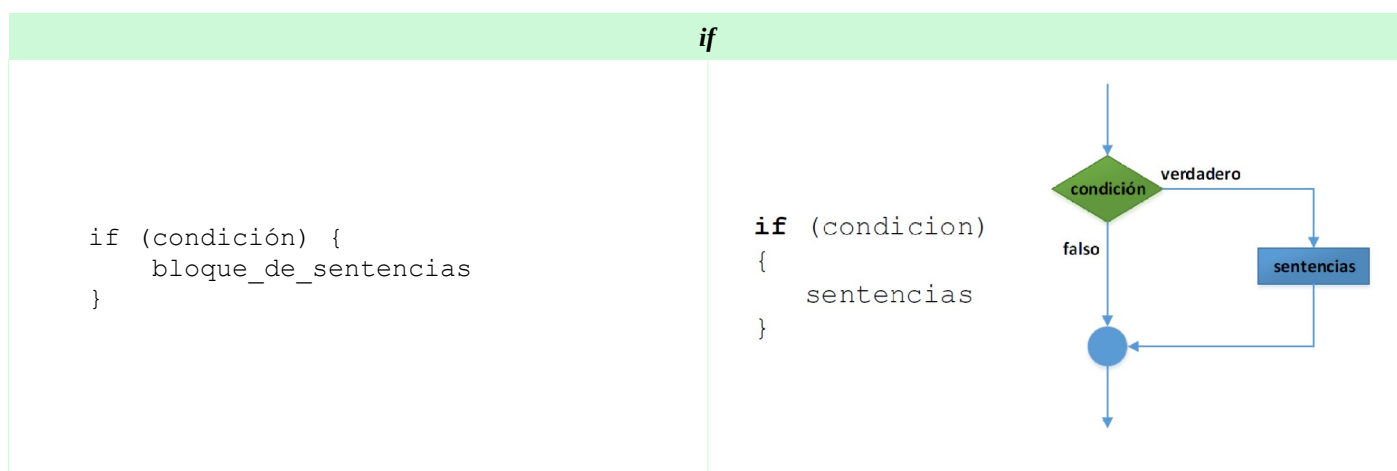 if
if (condición) {
    bloque_de_sentencias
}
if (condicion)
{
    sentencias
}
condición
verdadero
falso
sentencias